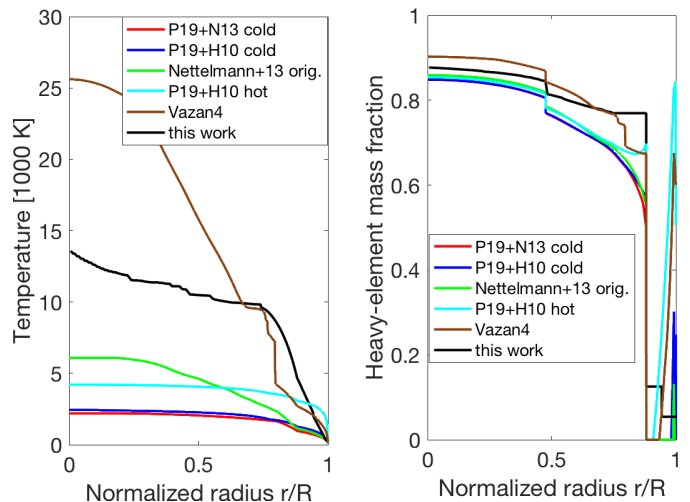 30
25
20
15
10
5
0
Temperature [1000 K]
P19+N13 cold
P19+H10 cold
Nettelmann+13 orig.
P19+H10 hot
Vazan4
this work
0
0.5
1
Normalized radius r/R
1
0.8
0.6
0.4
0.2
0
Heavy-element mass fraction
P19+N13 cold
P19+H10 cold
Nettelmann+13 orig.
P19+H10 hot
Vazan4
this work
0
0.5
1
Normalized radius r/R